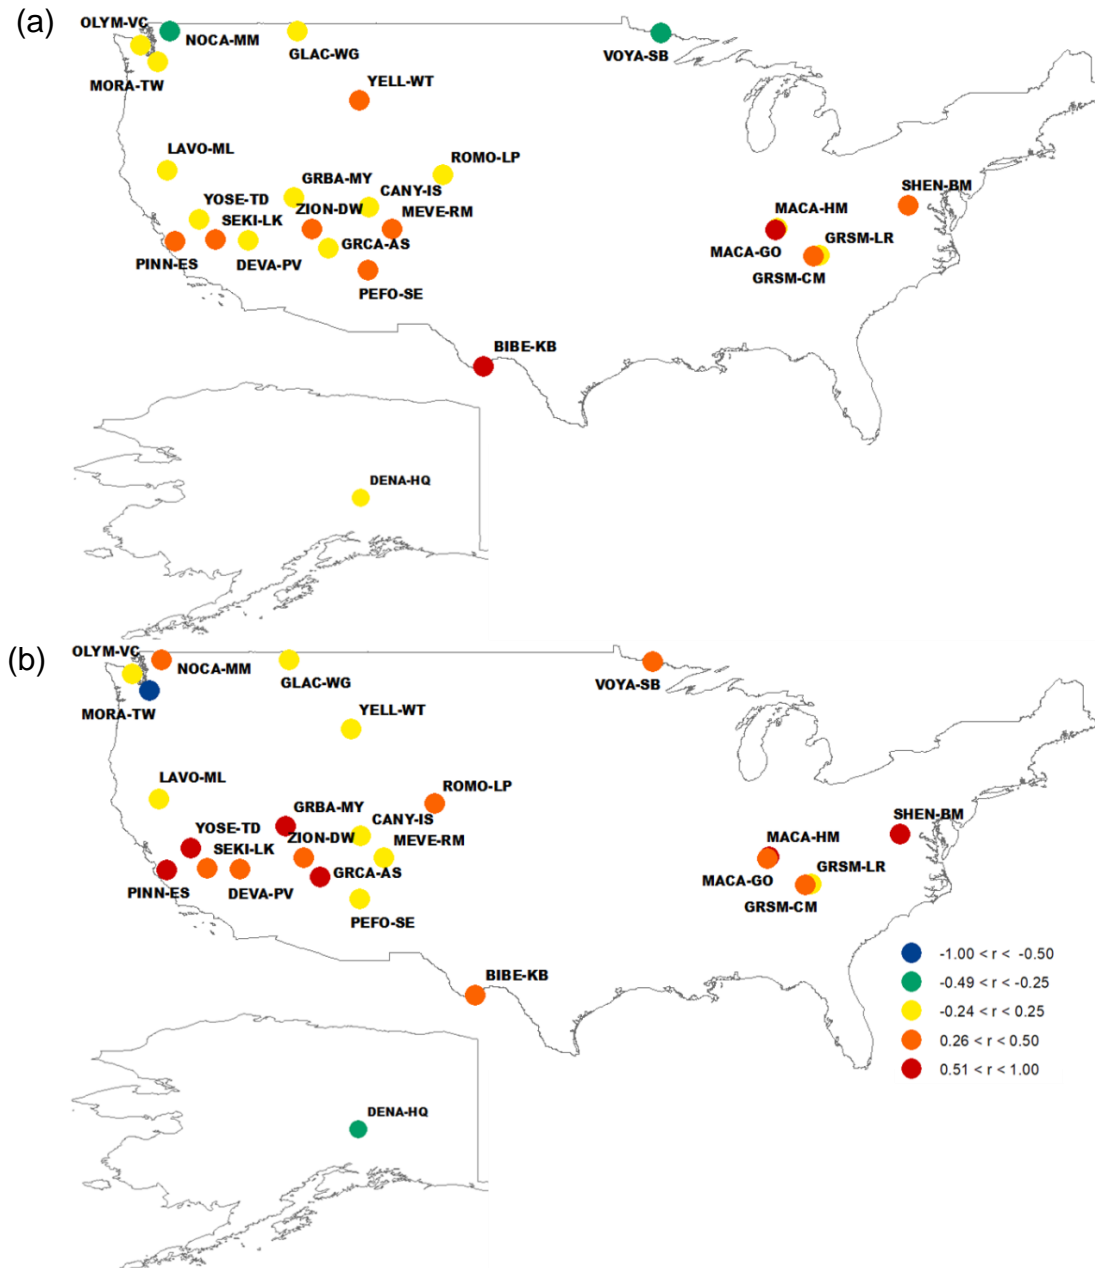 (a)
OLYM-VC
NOCA-MM
GLAC-WG
VOYA-SB
MORA-TW
YELL-WT
LAVO-ML
ROMO-LP
GRBA-MY
CANY-IS
SHEN-BM
YOSE-TD
ZION-DW
MEVE-RM
MACA-HM
SEKI-LK
GRCA-AS
GRSM-LR
MACA-GO
PINN-ES
DEVA-PV
GRSM-CM
PEFO-SE
BIBE-KB
DENA-HQ
(b)
OLYM-VC
NOCA-MM
GLAC-WG
VOYA-SB
MORA-TW
YELL-WT
LAVO-ML
ROMO-LP
GRBA-MY
CANY-IS
SHEN-BM
YOSE-TD
ZION-DW
MEVE-RM
MACA-HM
SEKI-LK
GRSM-LR
GRCA-AS
MACA-GO
PINN-ES
DEVA-PV
GRSM-CM
PEFO-SE
BIBE-KB
-1.00 < r < -0.50
-0.49 < r < -0.25
-0.24 < r < 0.25
0.26 < r < 0.50
0.51 < r < 1.00
DENA-HQ